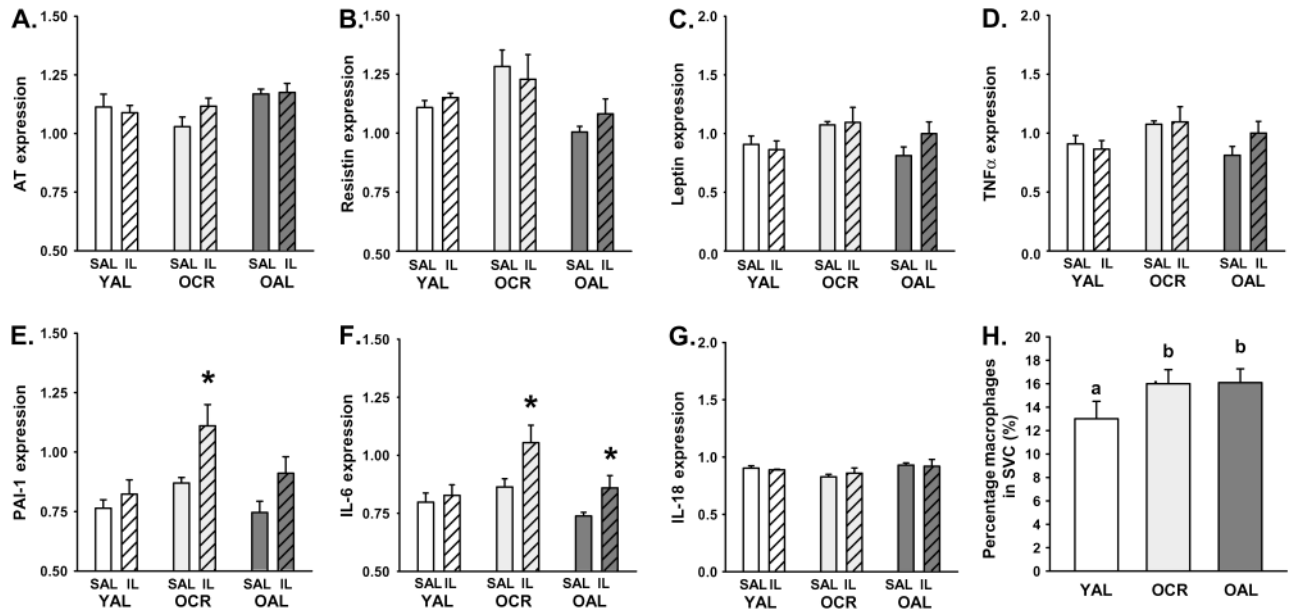 A.
AT expression
1.50
1.25
1.00
0.75
0.50
SAL IL SAL IL SAL IL
YAL OCR OAL
B.
Resistin expression
1.50
1.25
1.00
0.75
0.50
SAL IL SAL IL SAL IL
YAL OCR OAL
C.
Leptin expression
2.0
1.5
1.0
0.5
0.0
SAL IL SAL IL SAL IL
YAL OCR OAL
D.
TNFα expression
2.0
1.5
1.0
0.5
0.0
SAL IL SAL IL SAL IL
YAL OCR OAL
E.
PAI-1 expression
1.50
1.25
1.00
0.75
0.50
*
SAL IL SAL IL SAL IL
YAL OCR OAL
F.
IL-6 expression
1.50
1.25
1.00
0.75
0.50
*
*
SAL IL SAL IL SAL IL
YAL OCR OAL
G.
IL-18 expression
2.0
1.5
1.0
0.5
0.0
SAL IL SAL IL SAL IL
YAL OCR OAL
H.
Percentage macrophages
in SVC (%)
20
18
16
14
12
10
8
6
4
2
0
a b b
YAL OCR OAL